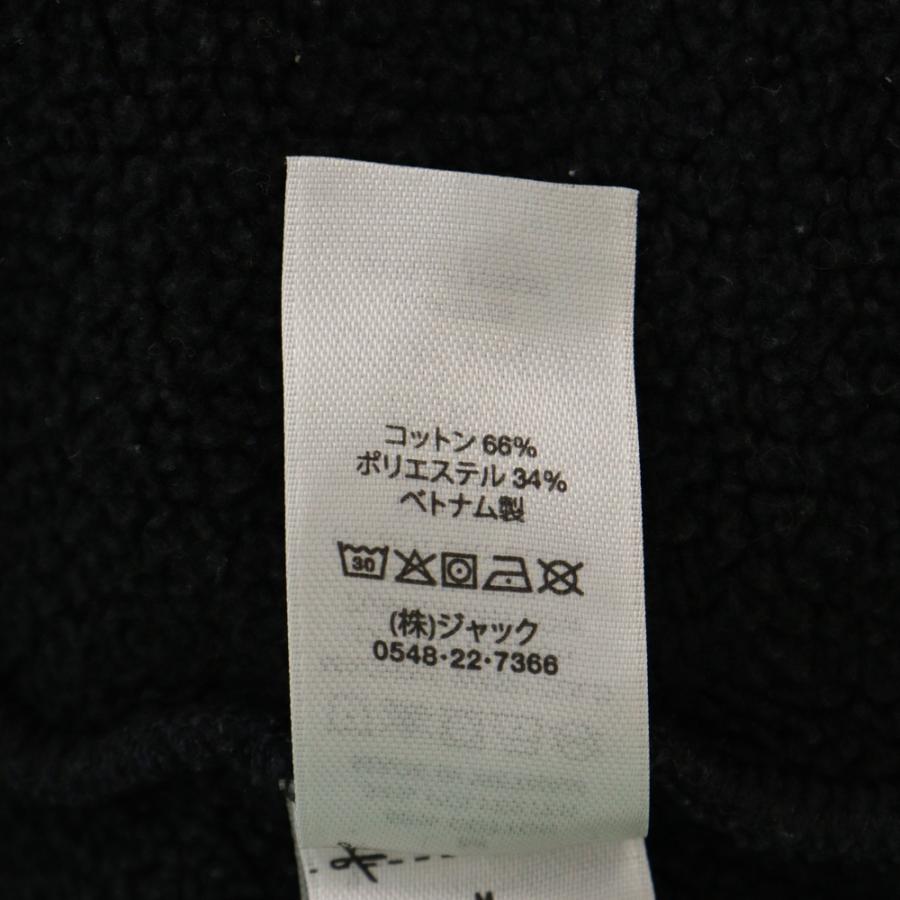 コットン 66%
ポリエステル 34%
ベトナム製
30
(株)ジャック
0548·22·7366
M